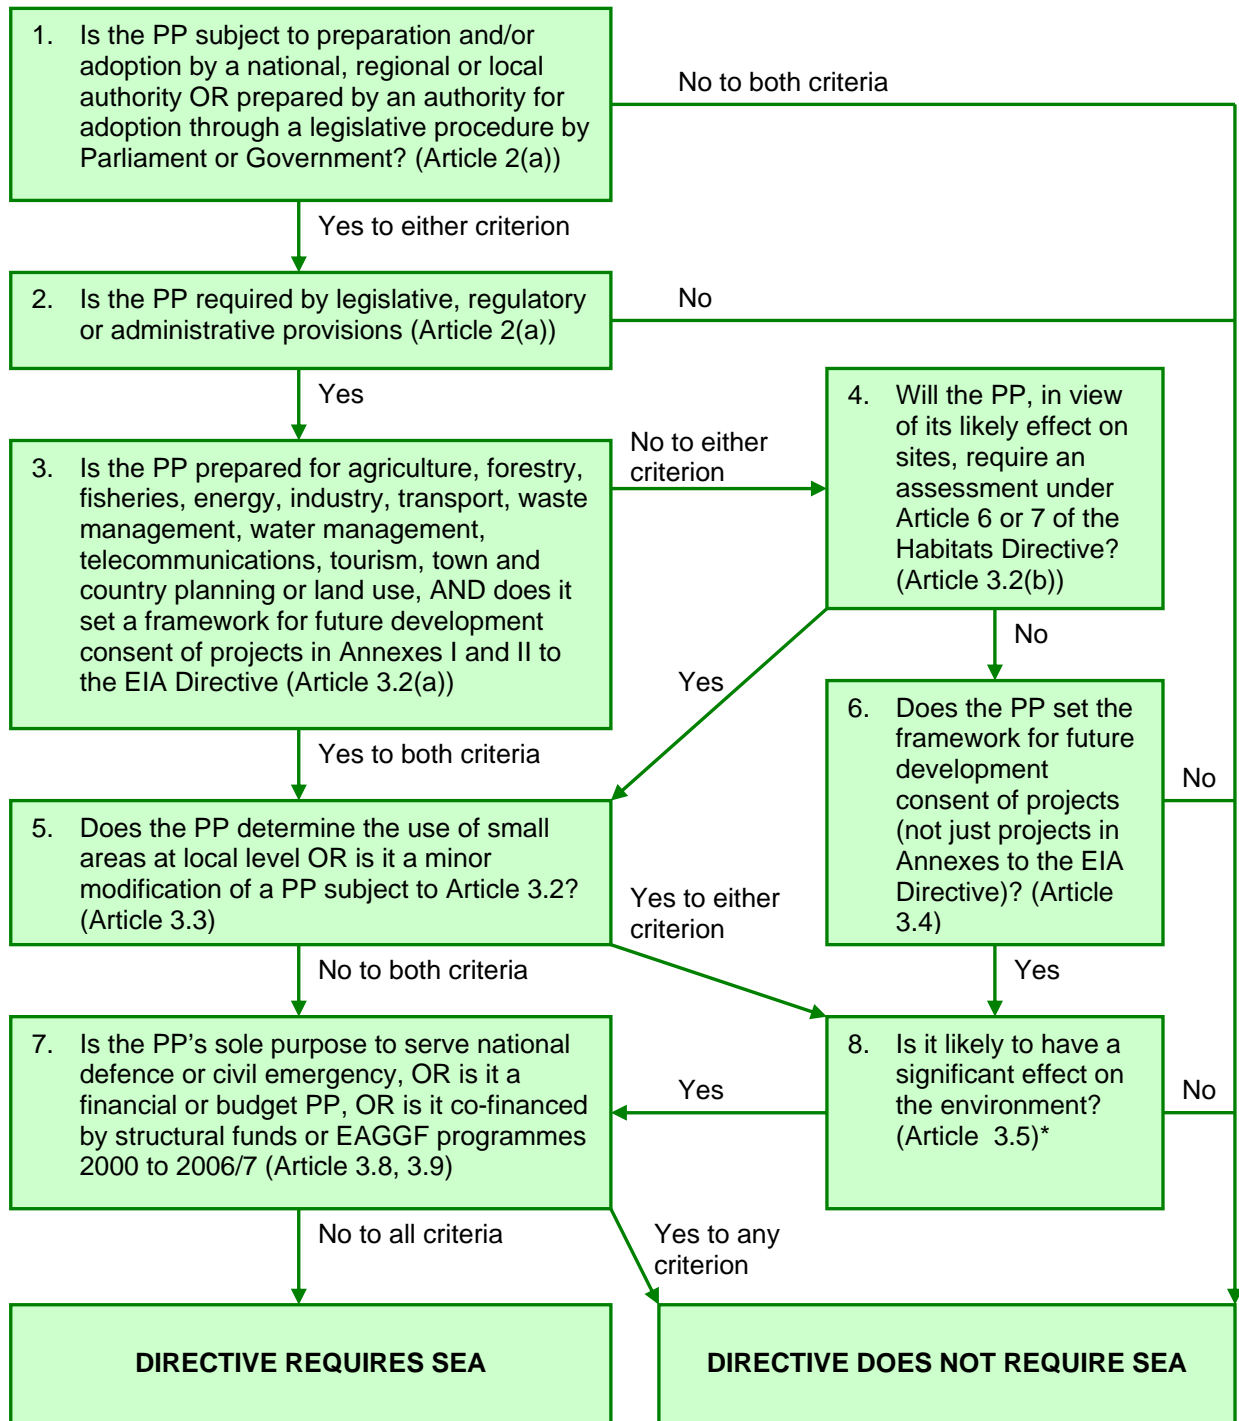 1. Is the PP subject to preparation and/or
adoption by a national, regional or local
authority OR prepared by an authority for
adoption through a legislative procedure by
Parliament or Government? (Article 2(a))
No to both criteria
Yes to either criterion
2. Is the PP required by legislative, regulatory
or administrative provisions (Article 2(a))
No
Yes
3. Is the PP prepared for agriculture, forestry,
fisheries, energy, industry, transport, waste
management, water management,
telecommunications, tourism, town and
country planning or land use, AND does it
set a framework for future development
consent of projects in Annexes I and II to
the EIA Directive (Article 3.2(a))
No to either
criterion
4. Will the PP, in view
of its likely effect on
sites, require an
assessment under
Article 6 or 7 of the
Habitats Directive?
(Article 3.2(b))
Yes
No
Yes to both criteria
6. Does the PP set the
framework for future
development
consent of projects
(not just projects in
Annexes to the EIA
Directive)? (Article
3.4)
No
5. Does the PP determine the use of small
areas at local level OR is it a minor
modification of a PP subject to Article 3.2?
(Article 3.3)
Yes to either
criterion
No to both criteria
Yes
7. Is the PP’s sole purpose to serve national
defence or civil emergency, OR is it a
financial or budget PP, OR is it co-financed
by structural funds or EAGGF programmes
2000 to 2006/7 (Article 3.8, 3.9)
Yes
8. Is it likely to have a
significant effect on
the environment?
(Article 3.5)*
No
No to all criteria
Yes to any
criterion
DIRECTIVE REQUIRES SEA
DIRECTIVE DOES NOT REQUIRE SEA